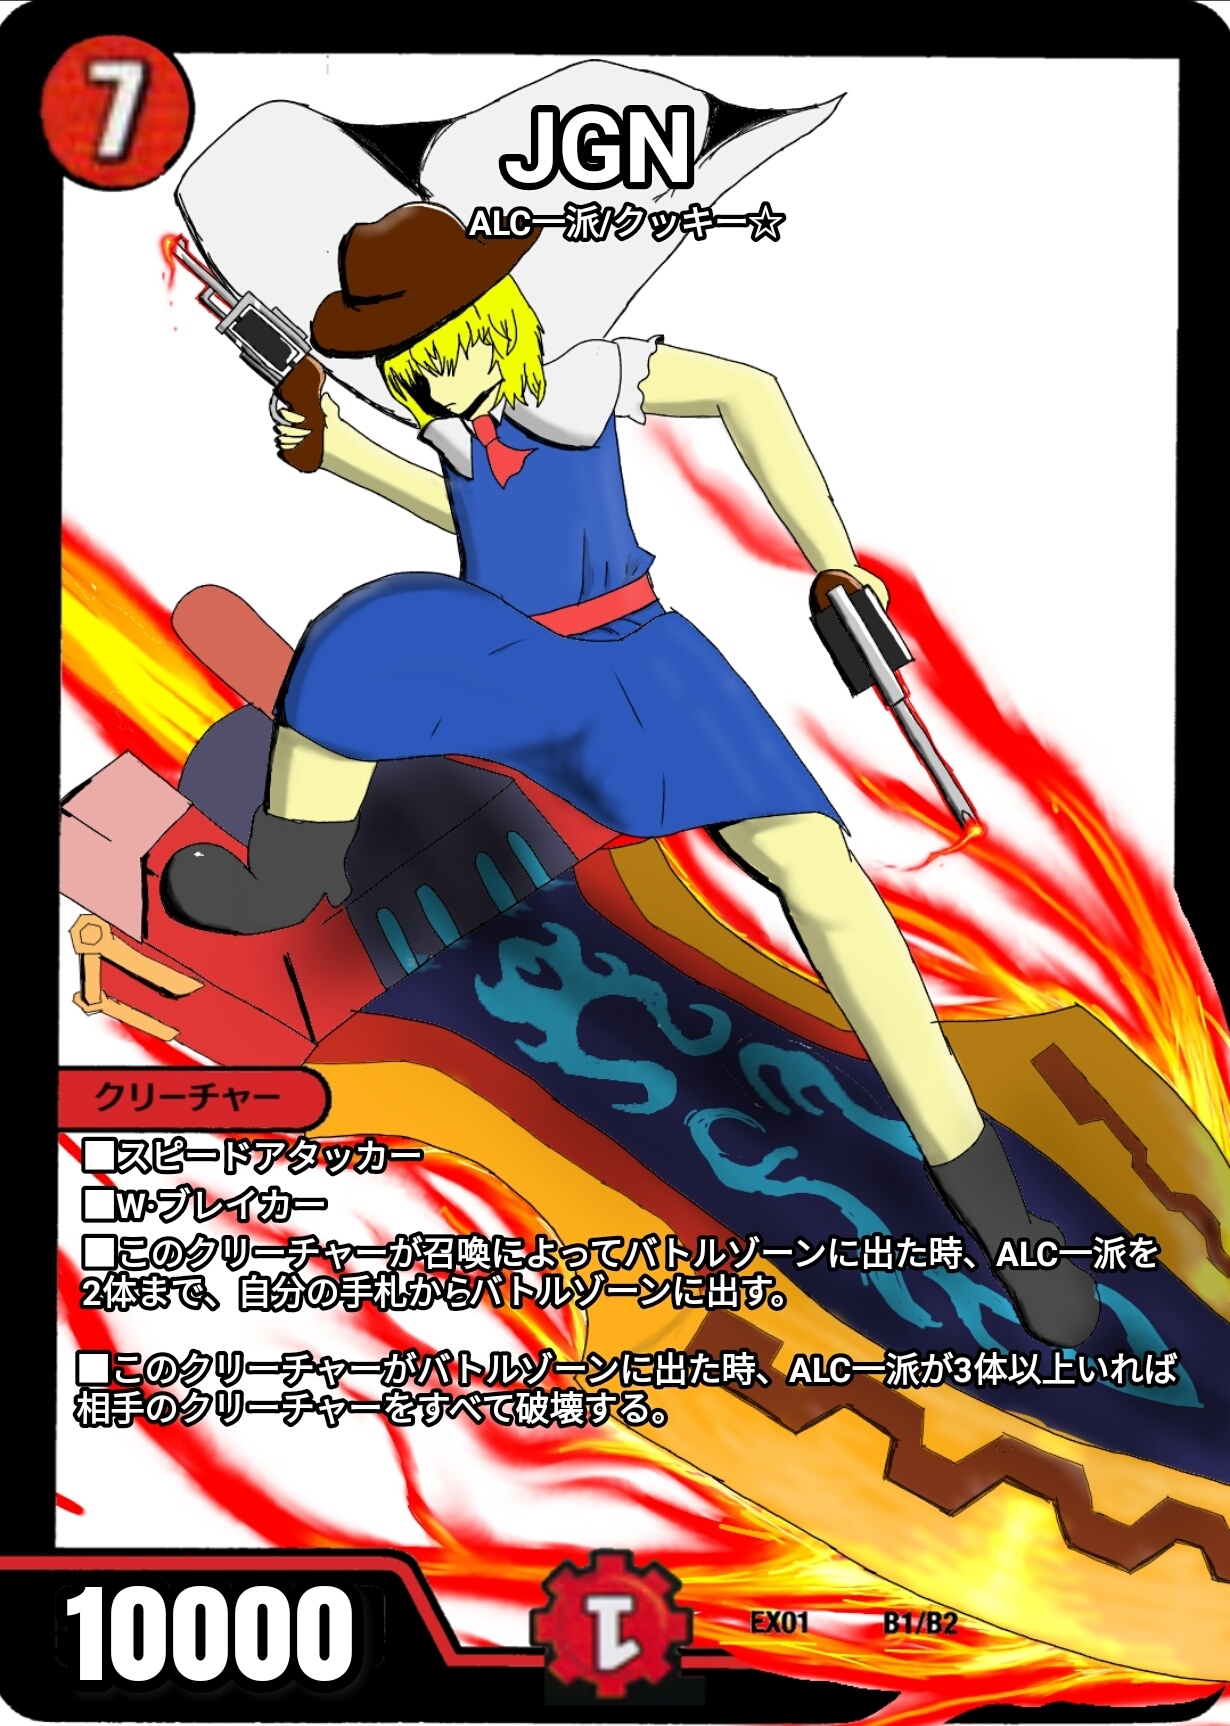 7
JGN
ALC一派/クッキー☆
クリーチャー
■スピードアタッカー
■W・ブレイカー
■このクリーチャーが召喚によってバトルゾーンに出た時、ALC一派を
2体まで、自分の手札からバトルゾーンに出す。
■このクリーチャーがバトルゾーンに出た時、ALC一派が3体以上いれば
相手のクリーチャーをすべて破壊する。
10000
1
EX01 B1/B2